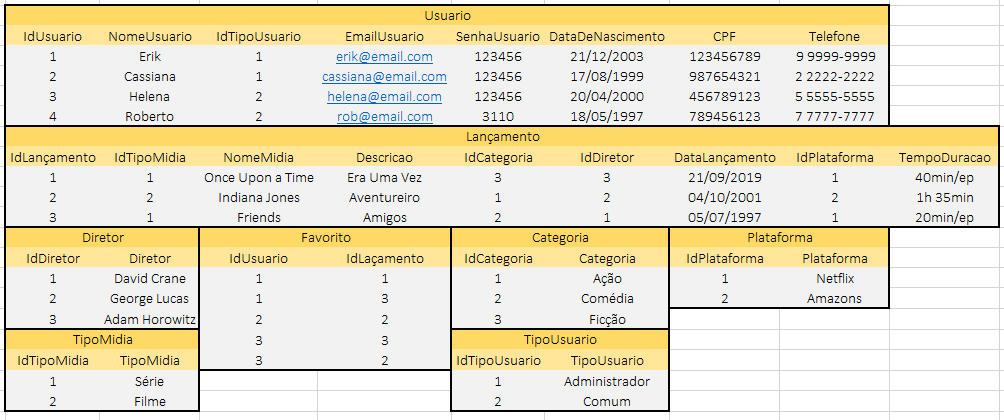 Usuario
IdUsuario NomeUsuario IdTipoUsuario EmailUsuario SenhaUsuario DataDeNascimento CPF Telefone
1 Erik 1 erik@email.com 123456 21/12/2003 123456789 9 9999-9999
2 Cassiana 1 cassiana@email.com 123456 17/08/1999 987654321 2 2222-2222
3 Helena 2 helena@email.com 123456 20/04/2000 456789123 5 5555-5555
4 Roberto 2 rob@email.com 3110 18/05/1997 789456123 7 7777-7777
Lançamento
IdLançamento IdTipoMidia NomeMidia Descricao IdCategoria IdDiretor DataLançamento IdPlataforma TempoDuracao
1 1 Once Upon a Time Era Uma Vez 3 3 21/09/2019 1 40min/ep
2 2 Indiana Jones Aventureiro 1 2 04/10/2001 2 1h 35min
3 1 Friends Amigos 2 1 05/07/1997 1 20min/ep
Diretor Favorito Categoria Plataforma
IdDiretor Diretor IdUsuario IdLaçamento IdCategoria Categoria IdPlataforma Plataforma
1 David Crane 1 1 1 Ação 1 Netflix
2 George Lucas 1 3 2 Comédia 2 Amazons
3 Adam Horowitz 2 2 3 Ficção
TipoMidia 3 3 TipoUsuario
IdTipoMidia TipoMidia 3 2 IdTipoUsuario TipoUsuario
1 Série 1 Administrador
2 Filme 2 Comum